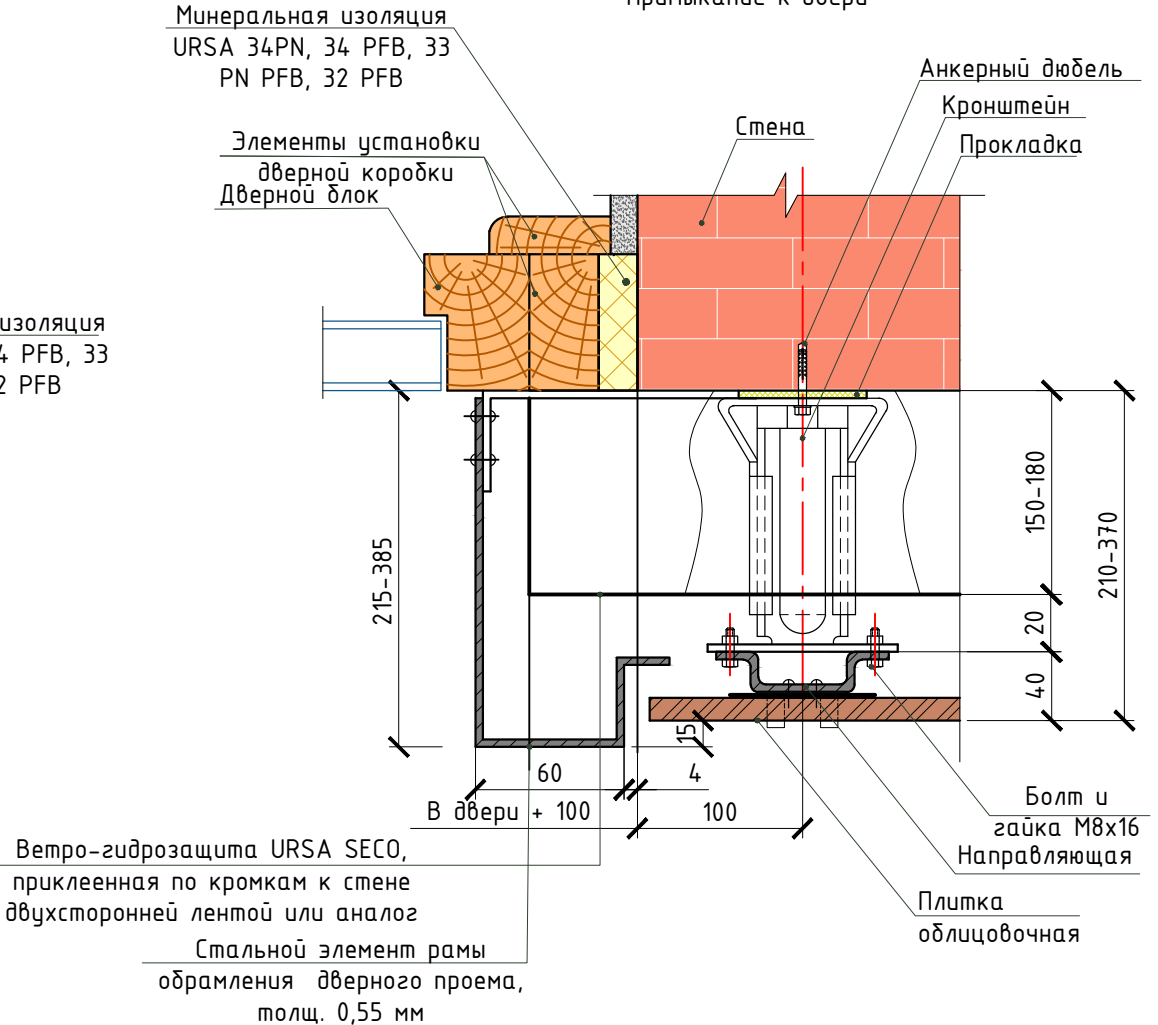 Примыкание к двери
Минеральная изоляция
URSA 34PN, 34 PFB, 33
PN PFB, 32 PFB
Элементы установки
дверной коробки
Дверной блок
Стена
Анкерный дюбель
Кронштейн
Прокладка
изоляция
4 PFB, 33
2 PFB
215-385
150-180
210-370
20
40
15
60
4
В двери + 100
100
Болт и
гайка М8х16
Направляющая
Плитка
облицовочная
Ветро-гидрозащита URSA SECO,
приклеенная по кромкам к стене
двухсторонней лентой или аналог
Стальной элемент рамы
обрамления дверного проема,
толщ. 0,55 мм